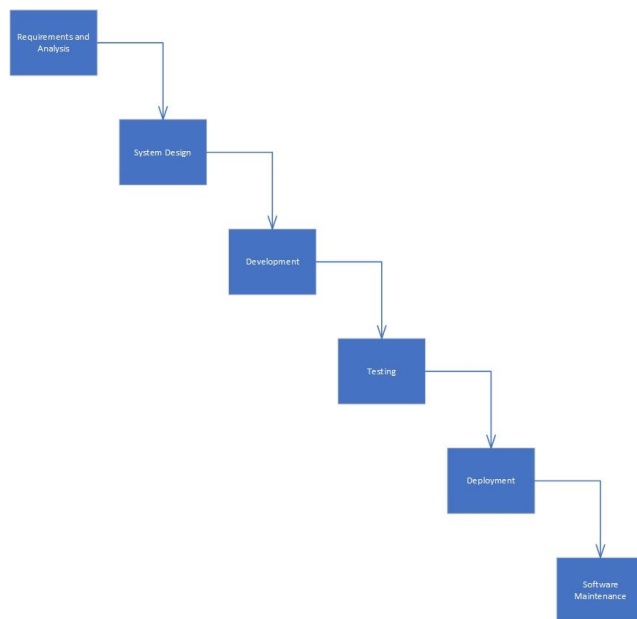 Requirements and
Analysis
System Design
Development
Testing
Deployment
Software
Maintenance